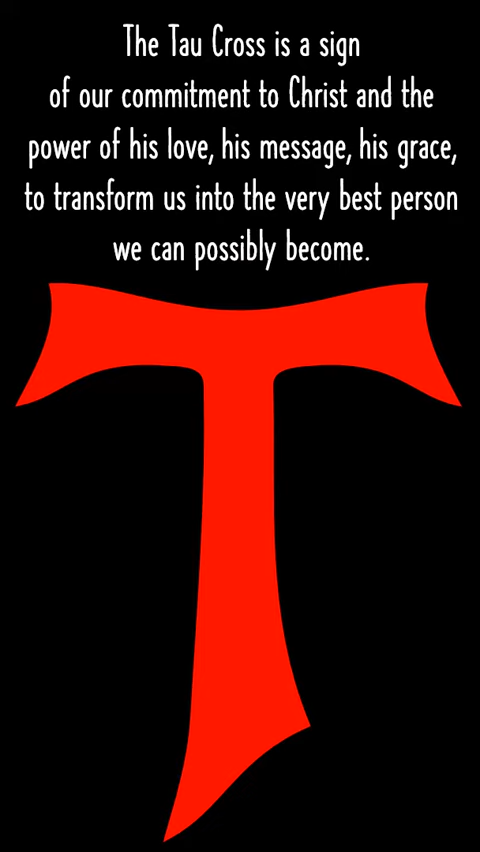 The Tau Cross is a sign
of our commitment to Christ and the
power of his love, his message, his grace,
to transform us into the very best person
we can possibly become.